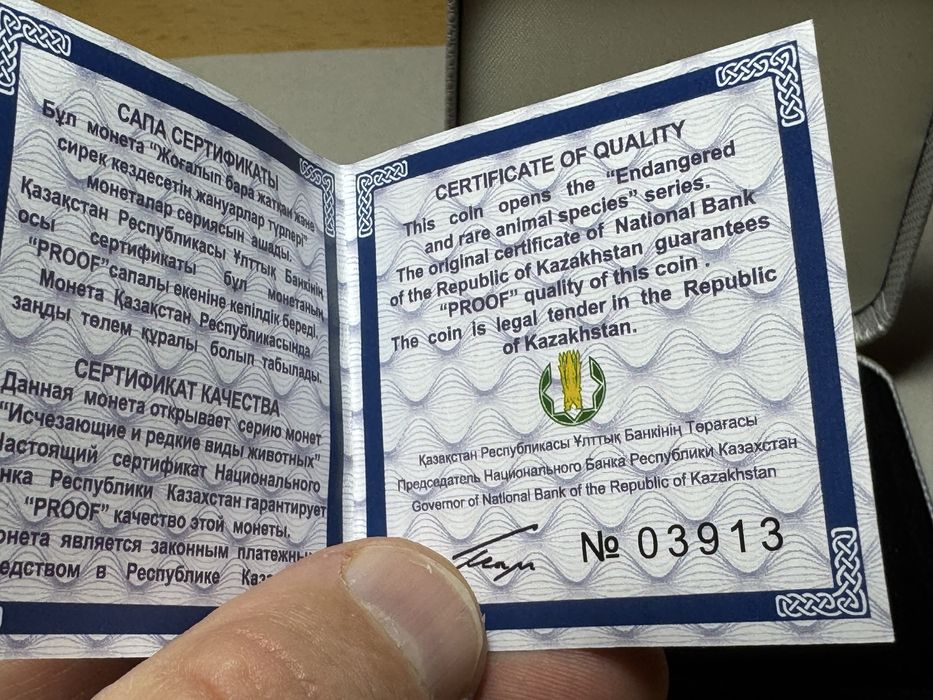 САПА СЕРТИФИКАТЫ
Бұл монета “Жоғалып бара жатқан және
сирек кездесетін жануарлар түрлері”
монеталар сериясын ашады.
Қазақстан Республикасы Ұлттық Банкінің
осы сертификаты бұл монетаның
“PROOF” сапалы екеніне кепілдік береді.
Монета Қазақстан Республикасында
заңды төлем құралы болып табылады.
СЕРТИФИКАТ КАЧЕСТВА
Данная монета открывает серию монет
“Исчезающие и редкие виды животных”
Настоящий сертификат Национального
анка Республики Казахстан гарантирует
“PROOF” качество этой монеты.
онета является законным платежны
едством в Республике Каза
CERTIFICATE OF QUALITY
This coin opens the “Endangered
and rare animal species” series.
The original certificate of National Bank
of the Republic of Kazakhstan guarantees
“PROOF” quality of this coin .
The coin is legal tender in the Republic
of Kazakhstan.
Қазақстан Республикасы Ұлттық Банкінің Төрағасы
Председатель Национального Банка Республики Казахстан
Governor of National Bank of the Republic of Kazakhstan
№ 03913